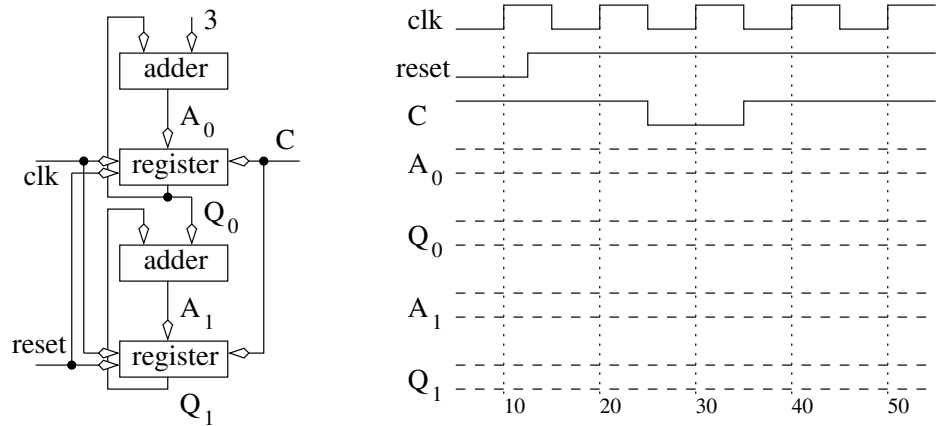 3
adder
A0
C
register
clk
Q0
adder
A1
reset
register
Q1
clk
reset
C
A0
Q0
A1
Q1
10 20 30 40 50